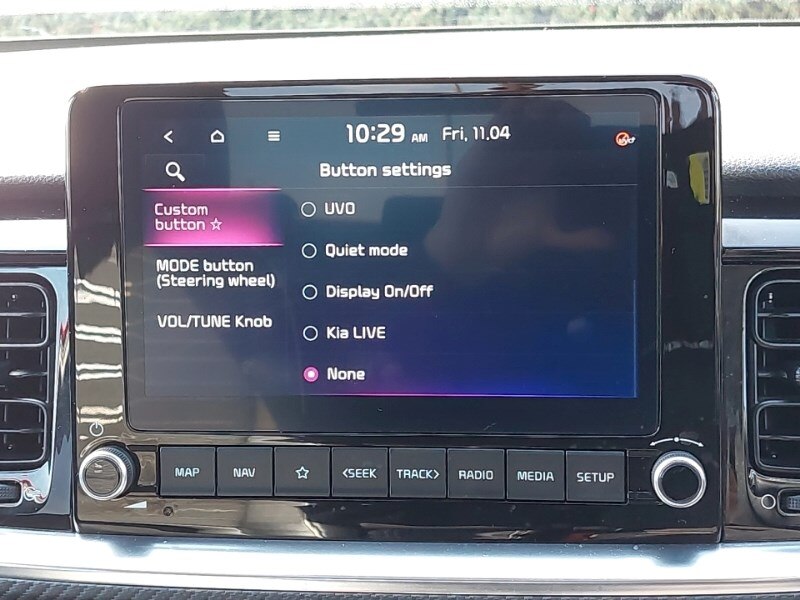 10:29 AM Fri, 11.04
Button settings
Custom
button ☆
MODE button
(Steering wheel)
VOL/TUNE Knob
UVO
Quiet mode
Display On/Off
Kia LIVE
None
MAP NAV ☆ <SEEK TRACK> RADIO MEDIA SETUP